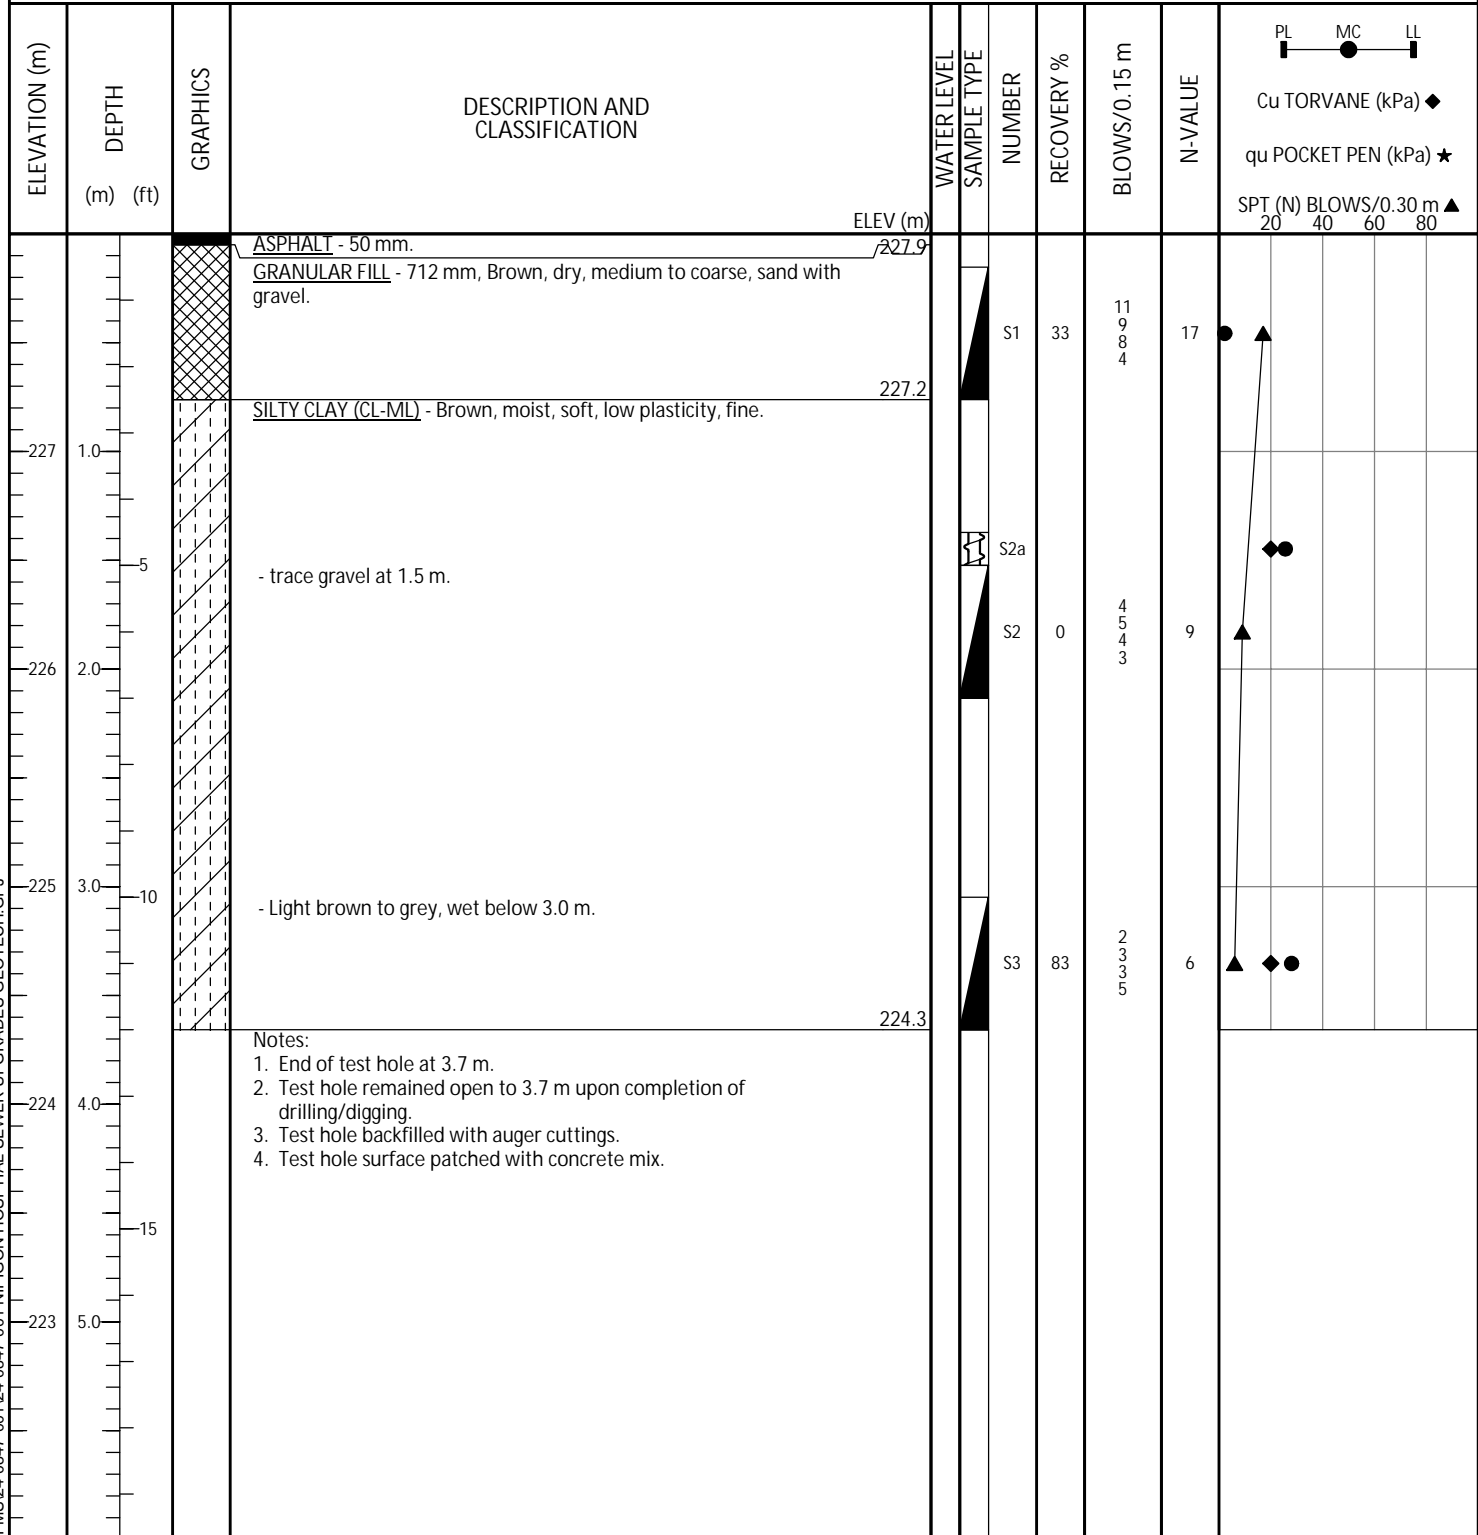 ELEVATION (m)
DEPTH
(m) (ft)
GRAPHICS
DESCRIPTION AND
CLASSIFICATION
ELEV (m)
WATER LEVEL
SAMPLE TYPE
NUMBER
RECOVERY %
BLOWS/0.15 m
N-VALUE
PL MC LL
Cu TORVANE (kPa)
qu POCKET PEN (kPa)
SPT (N) BLOWS/0.30 m
20 40 60 80
ASPHALT - 50 mm.
227.9
GRANULAR FILL - 712 mm, Brown, dry, medium to coarse, sand with
gravel.
S1 33
11
9
8
4
17
227.2
SILTY CLAY (CL-ML) - Brown, moist, soft, low plasticity, fine.
227 1.0
S2a
5
- trace gravel at 1.5 m.
S2 0
4
5
4
3
9
226 2.0
225 3.0
10
- Light brown to grey, wet below 3.0 m.
S3 83
2
3
3
5
6
224.3
Notes:
1. End of test hole at 3.7 m.
2. Test hole remained open to 3.7 m upon completion of
drilling/digging.
3. Test hole backfilled with auger cuttings.
4. Test hole surface patched with concrete mix.
224 4.0
15
223 5.0